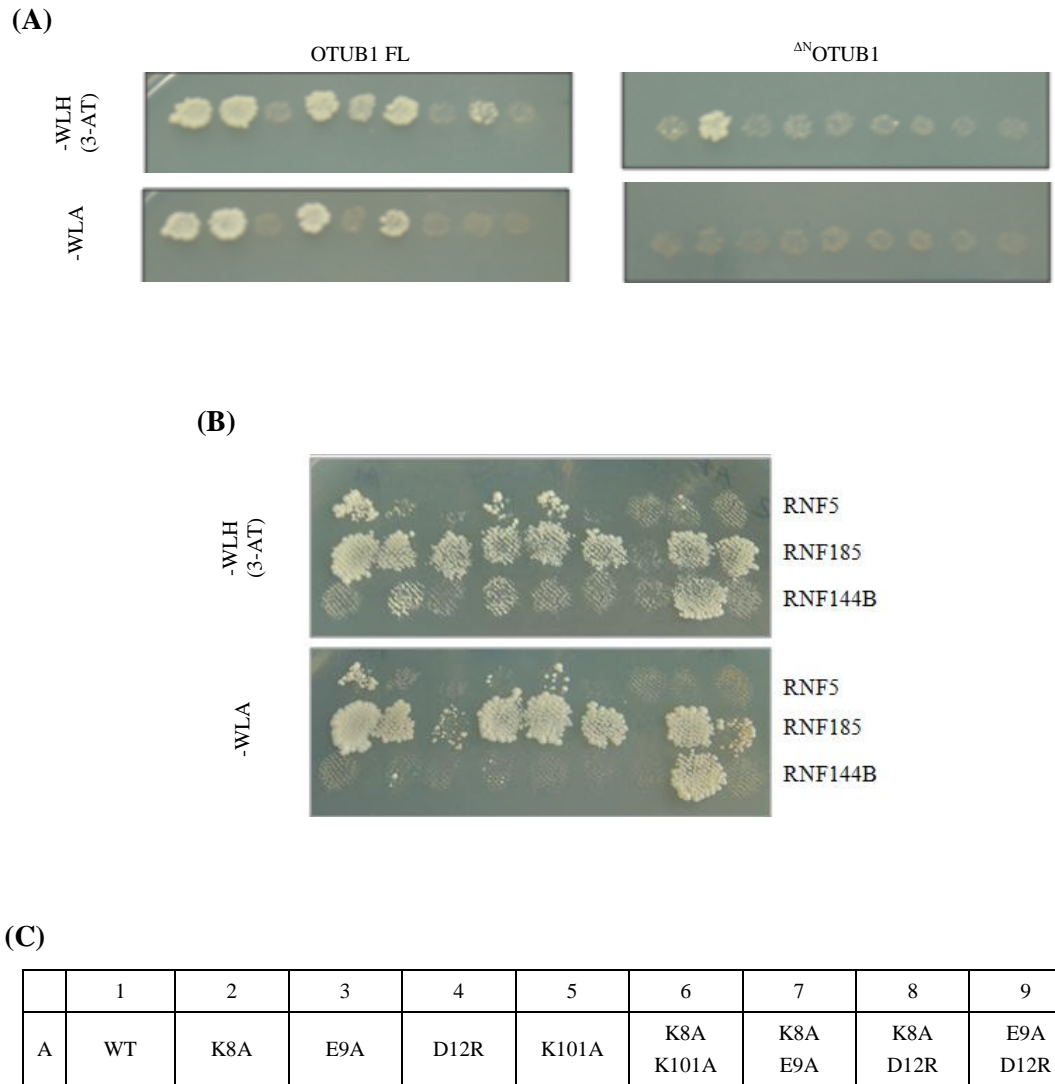 (A)
OTUB1 FL
ΔNOTUB1
-WLH
(3-AT)
-WLA
(B)
-WLH
(3-AT)
RNF5
RNF185
RNF144B
-WLA
RNF5
RNF185
RNF144B
(C)
1 2 3 4 5 6 7 8 9
A WT K8A E9A D12R K101A K8A K101A K8A E9A K8A D12R E9A D12R